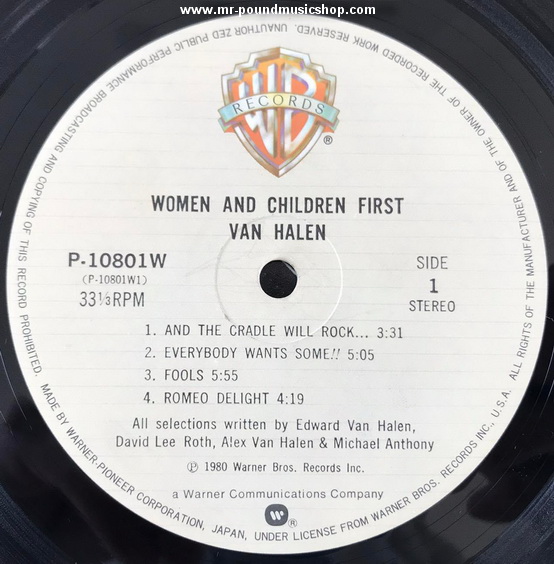 www.mr-poundmusicshop.com
UNAUTHORIZED PUBLIC PERFORMANCE BROADCASTING AND COPYING OF THIS RECORD PROHIBITED.
ALL RIGHTS OF THE MANUFACTURER AND OF THE OWNER OF THE RECORDED WORK RESERVED.
WB
RECORDS
®
WOMEN AND CHILDREN FIRST
VAN HALEN
P-10801W
(P-10801W1)
33⅓RPM
SIDE
1
STEREO
1. AND THE CRADLE WILL ROCK... 3:31
2. EVERYBODY WANTS SOME!! 5:05
3. FOOLS 5:55
4. ROMEO DELIGHT 4:19
All selections written by Edward Van Halen,
David Lee Roth, Alex Van Halen & Michael Anthony
℗ 1980 Warner Bros. Records Inc.
a Warner Communications Company
®
MADE BY WARNER-PIONEER CORPORATION, JAPAN, UNDER LICENSE FROM WARNER BROS. RECORDS INC., U.S.A.